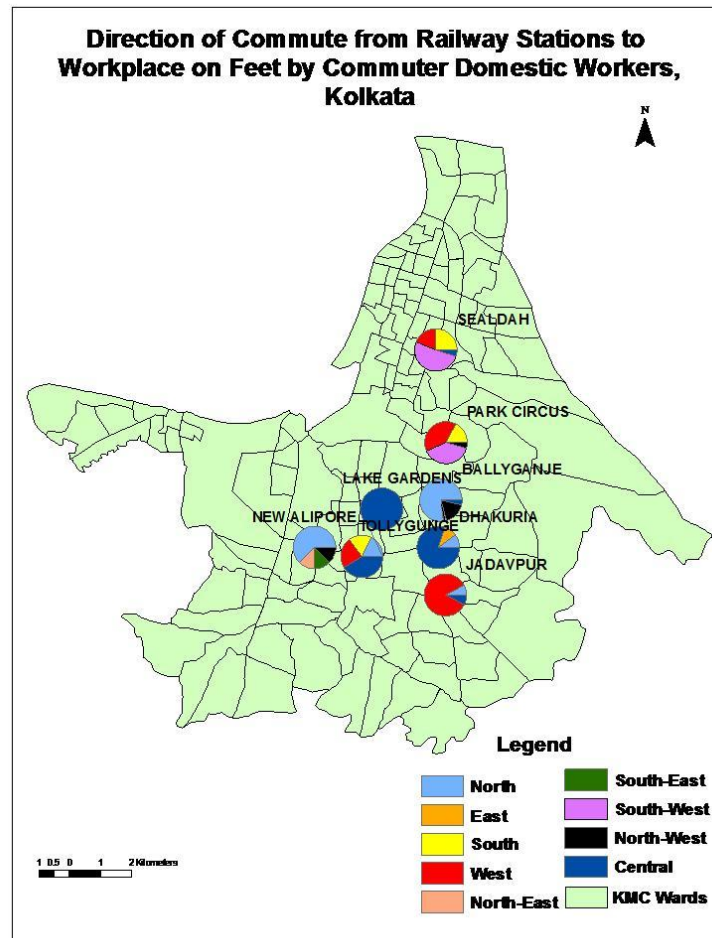 Direction of Commute from Railway Stations to
Workplace on Feet by Commuter Domestic Workers,
Kolkata
N
SEALDAH
PARK CIRCUS
BALLYGANJE
LAKE GARDENS
NEW ALIPORE
TOLLYGUNGE
DHAKURIA
JADAVPUR
Legend
North
East
South
West
North-East
South-East
South-West
North-West
Central
KMC Wards
1 0.5 0 1 2 Kilometers